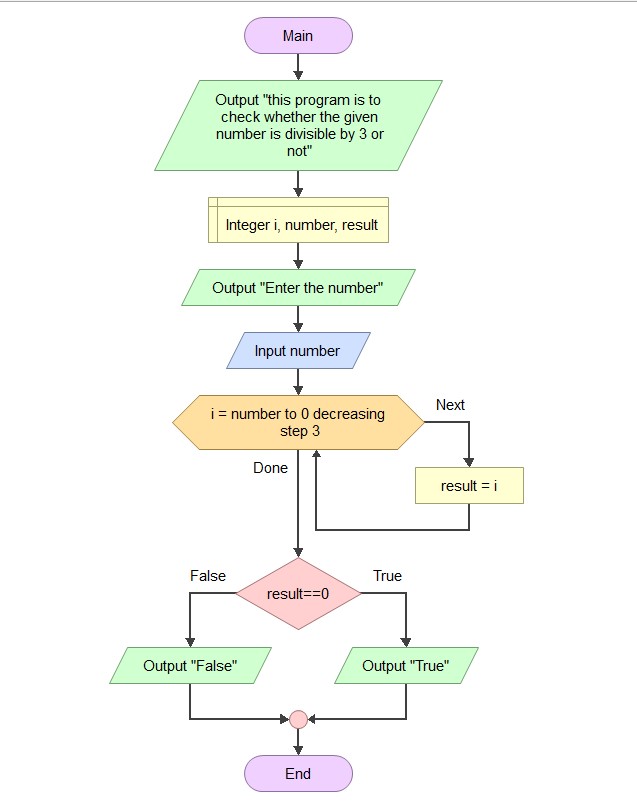 Main
Output "this program is to
check whether the given
number is divisible by 3 or
not"
Integer i, number, result
Output "Enter the number"
Input number
i = number to 0 decreasing
step 3
Next
result = i
Done
False
True
result==0
Output "False"
Output "True"
End